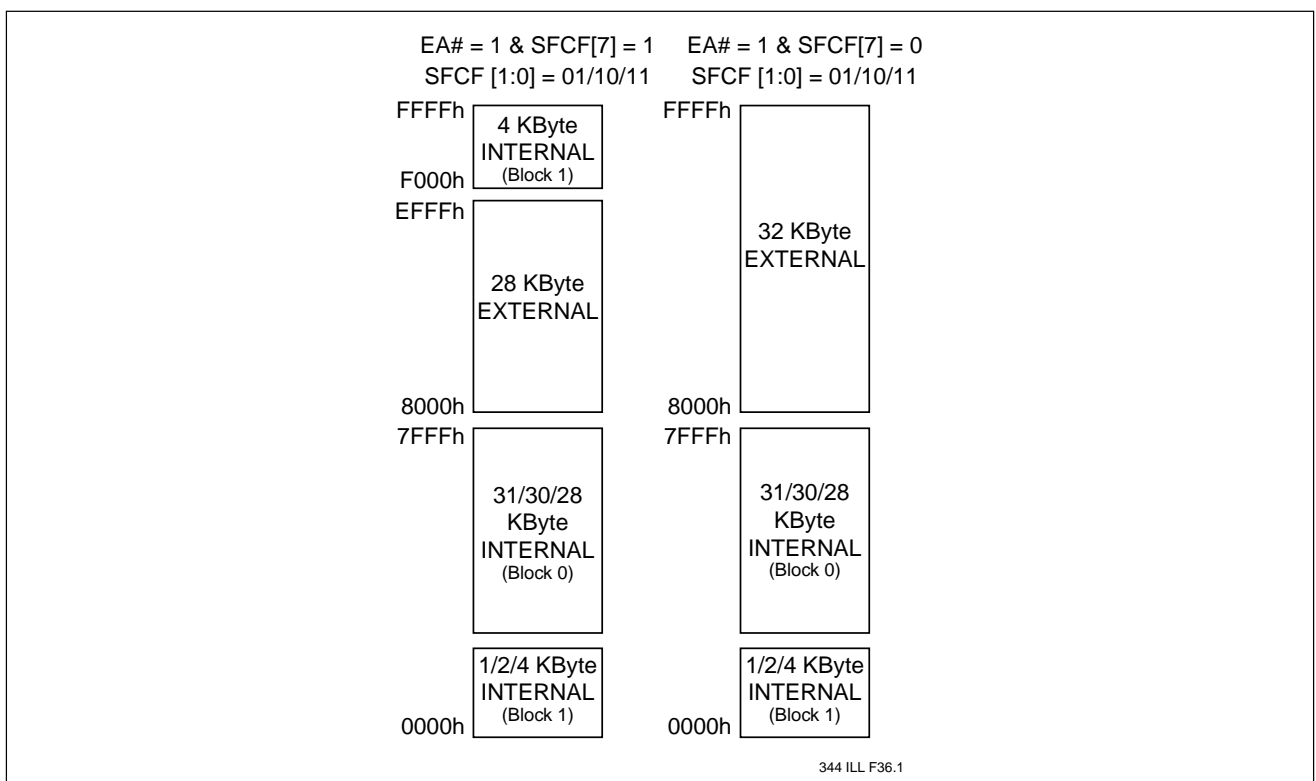 EA# = 1 & SFCF[7] = 1
SFCF [1:0] = 01/10/11
FFFFh
4 KByte
INTERNAL
(Block 1)
F000h
EFFFh
28 KByte
EXTERNAL
8000h
7FFFh
31/30/28
KByte
INTERNAL
(Block 0)
1/2/4 KByte
INTERNAL
(Block 1)
0000h
EA# = 1 & SFCF[7] = 0
SFCF [1:0] = 01/10/11
FFFFh
32 KByte
EXTERNAL
8000h
7FFFh
31/30/28
KByte
INTERNAL
(Block 0)
1/2/4 KByte
INTERNAL
(Block 1)
0000h
344 ILL F36.1